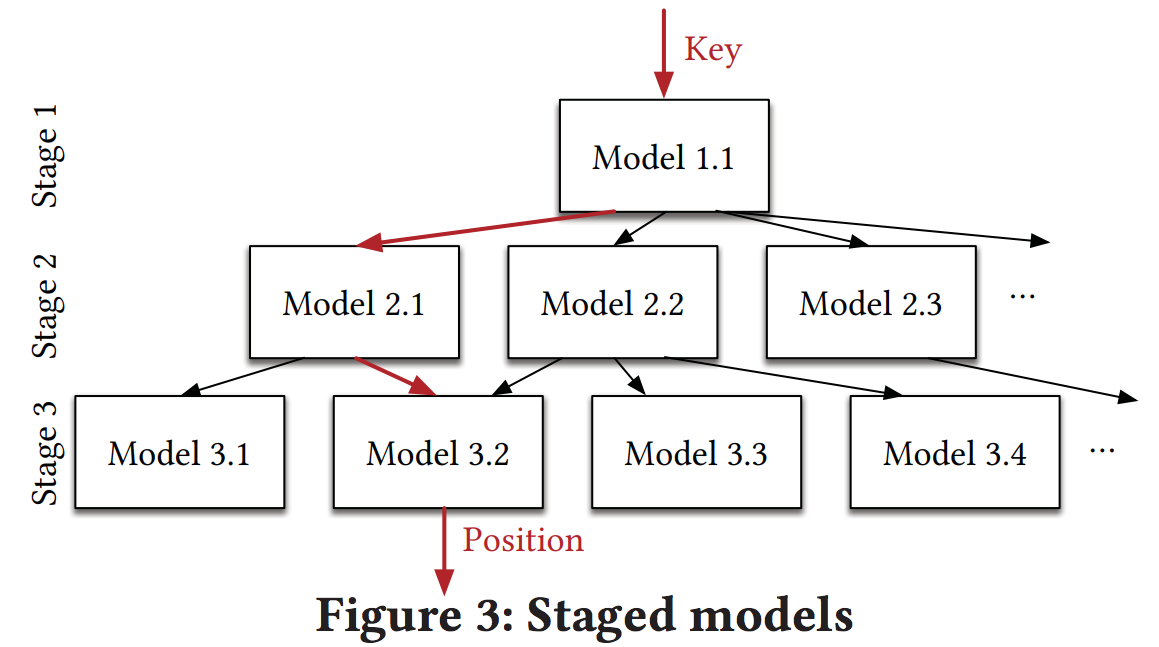 Key
Stage 1
Model 1.1
Stage 2
Model 2.1
Model 2.2
Model 2.3
...
Stage 3
Model 3.1
Model 3.2
Model 3.3
Model 3.4
...
Position
Figure 3: Staged models